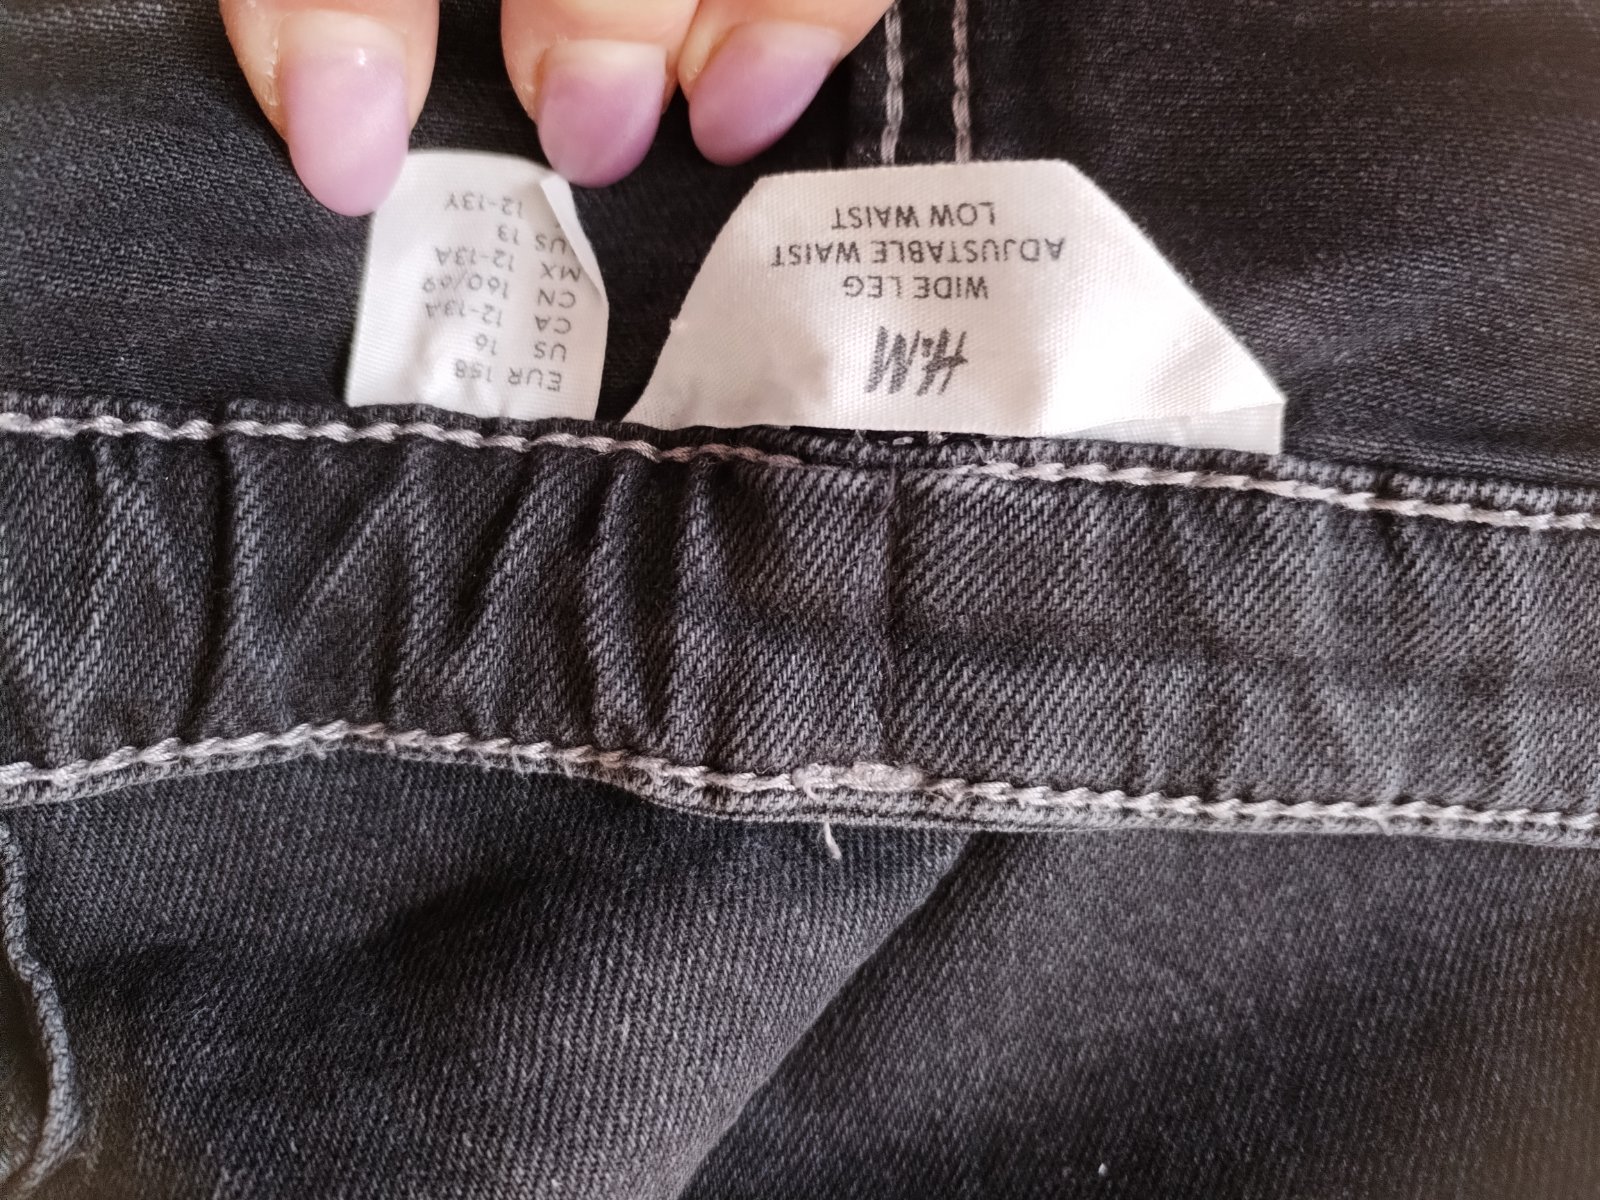 H&M
WIDE LEG
ADJUSTABLE WAIST
LOW WAIST
EUR 158
US 16
CA 12-13A
CN 160/69
MX 12-13A
US 13
12-13Y